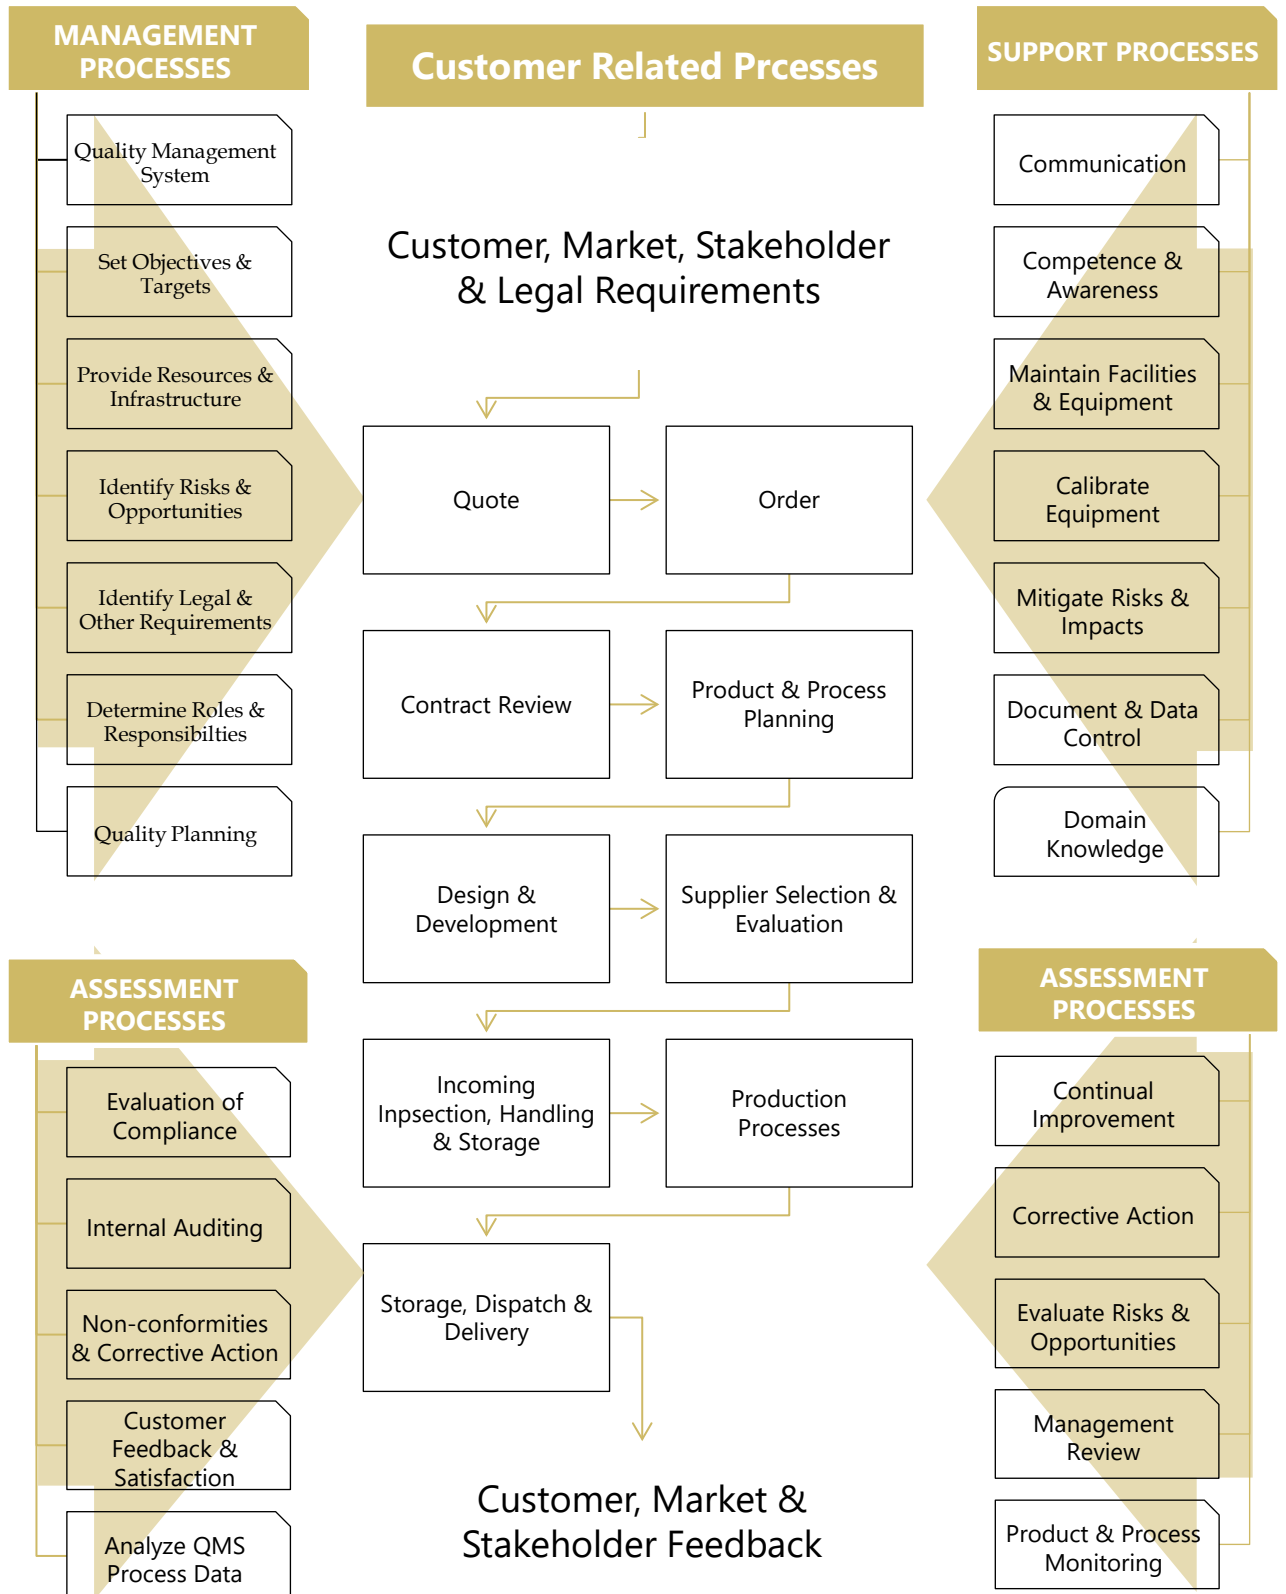 MANAGEMENT
PROCESSES
Quality Management
System
Set Objectives &
Targets
Provide Resources &
Infrastructure
Identify Risks &
Opportunities
Identify Legal &
Other Requirements
Determine Roles &
Responsibilties
Quality Planning
Customer Related Prcesses
Customer, Market, Stakeholder
& Legal Requirements
Quote
Order
Contract Review
Product & Process
Planning
Design &
Development
Supplier Selection &
Evaluation
Incoming
Inpsection, Handling
& Storage
Production
Processes
Storage, Dispatch &
Delivery
Customer, Market &
Stakeholder Feedback
SUPPORT PROCESSES
Communication
Competence &
Awareness
Maintain Facilities
& Equipment
Calibrate
Equipment
Mitigate Risks &
Impacts
Document & Data
Control
Domain
Knowledge
ASSESSMENT
PROCESSES
Evaluation of
Compliance
Internal Auditing
Non-conformities
& Corrective Action
Customer
Feedback &
Satisfaction
Analyze QMS
Process Data
ASSESSMENT
PROCESSES
Continual
Improvement
Corrective Action
Evaluate Risks &
Opportunities
Management
Review
Product & Process
Monitoring